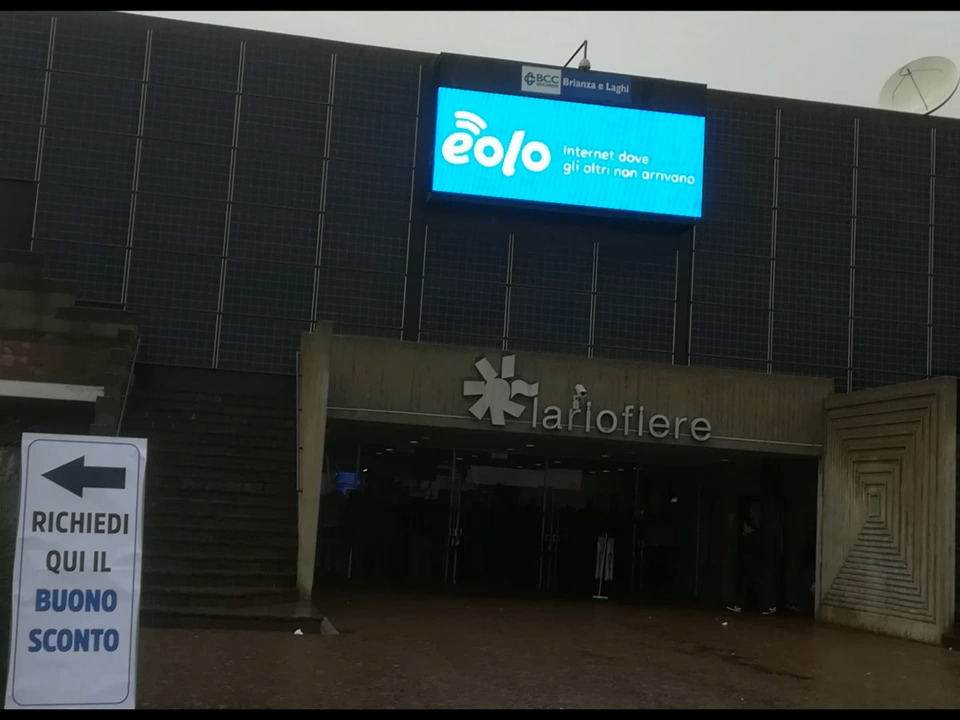 BCC Brianza e Laghi
eolo
Internet dove
gli altri non arrivano
lariofiere
RICHIEDI
QUI IL
BUONO
SCONTO